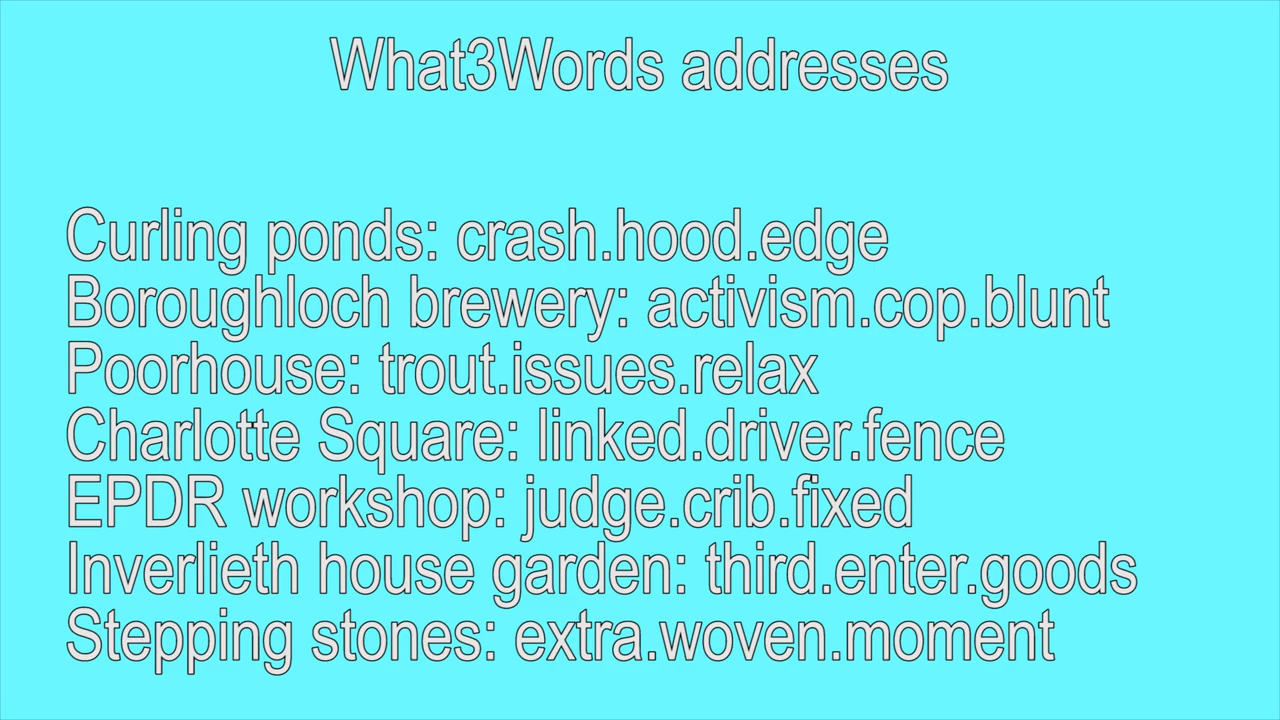 What3Words addresses
Curling ponds: crash.hood.edge
Boroughloch brewery: activism.cop.blunt
Poorhouse: trout.issues.relax
Charlotte Square: linked.driver.fence
EPDR workshop: judge.crib.fixed
Inverlieth house garden: third.enter.goods
Stepping stones: extra.woven.moment